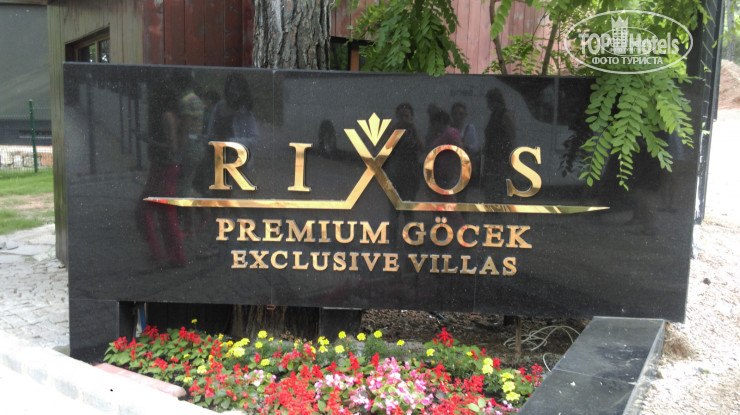 TOP Hotels
ФОТО ТУРИСТА
RIXOS
PREMIUM GÖCEK
EXCLUSIVE VILLAS